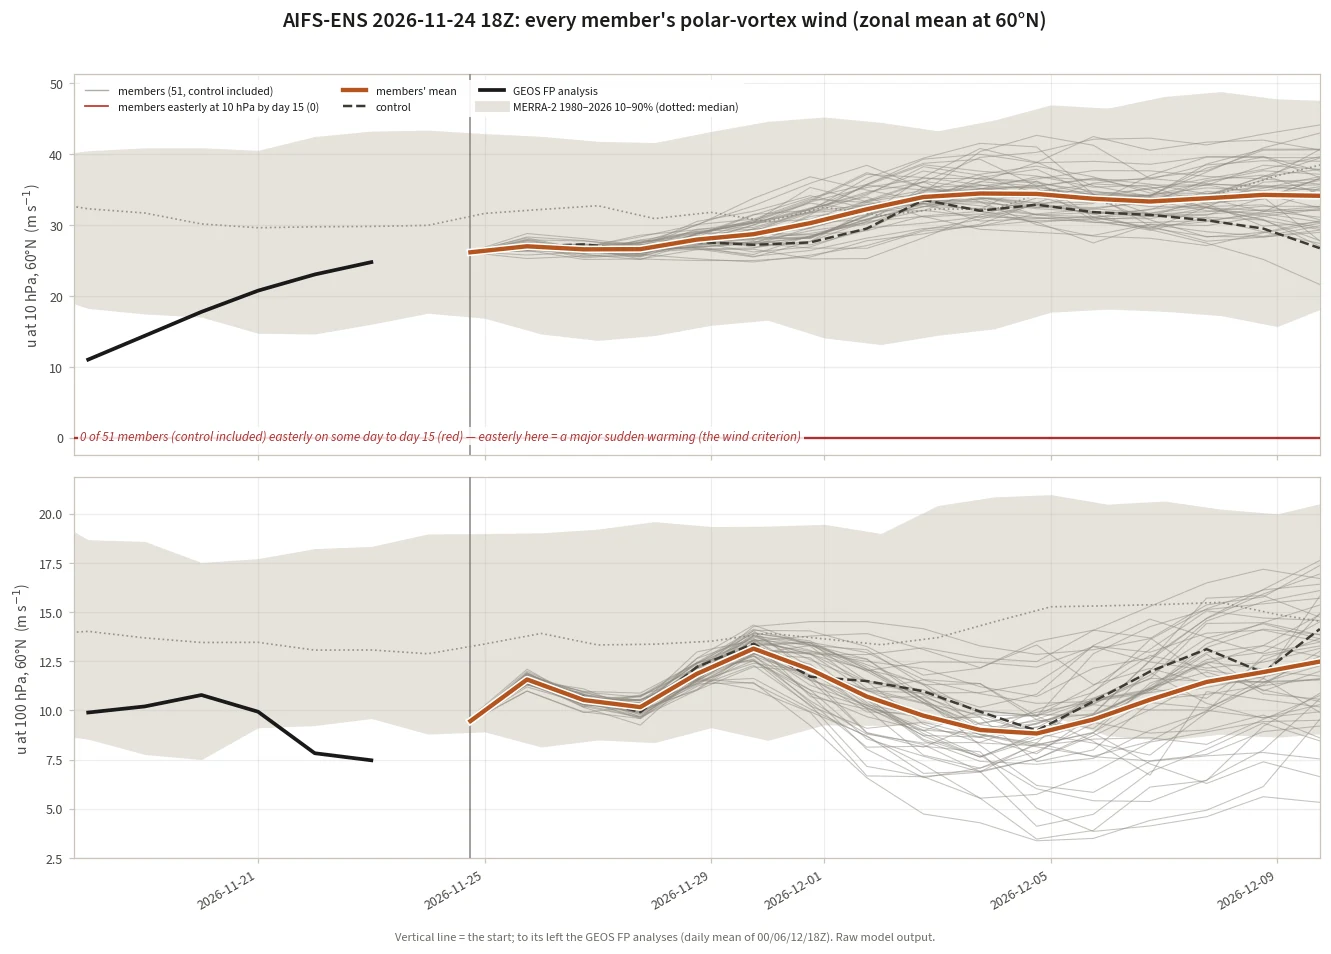 AIFS-ENS 2026-11-24 18Z: every member's polar-vortex wind (zonal mean at 60°N)
members (51, control included)
members easterly at 10 hPa by day 15 (0)
members' mean
control
GEOS FP analysis
MERRA-2 1980–2026 10–90% (dotted: median)
u at 10 hPa, 60°N (m s⁻¹)
50
40
30
20
10
0
0 of 51 members (control included) easterly on some day to day 15 (red) — easterly here = a major sudden warming (the wind criterion)
u at 100 hPa, 60°N (m s⁻¹)
20.0
17.5
15.0
12.5
10.0
7.5
5.0
2.5
2026-11-21
2026-11-25
2026-11-29
2026-12-01
2026-12-05
2026-12-09
Vertical line = the start; to its left the GEOS FP analyses (daily mean of 00/06/12/18Z). Raw model output.